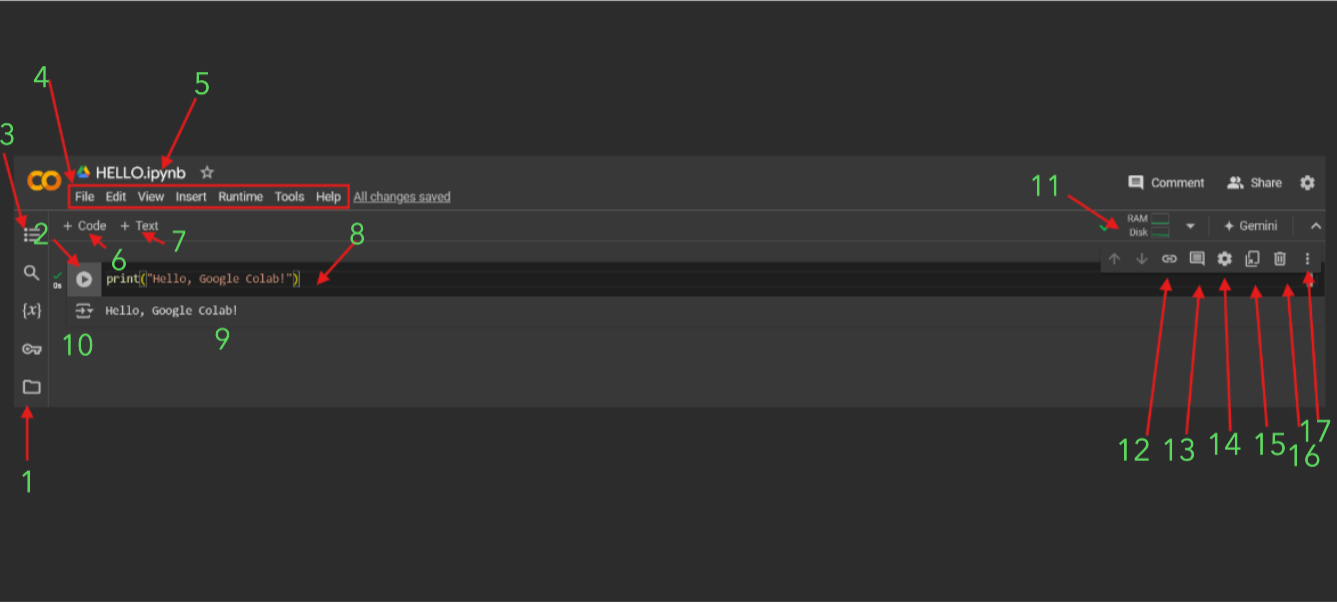 4
5
3
HELLO.ipynb
File Edit View Insert Runtime Tools Help All changes saved
Comment Share
11
RAM
Disk
Gemini
2
+ Code + Text
6
7
8
0s
print("Hello, Google Colab!")
{x}
Hello, Google Colab!
10
9
1
12
13
14
15
16
17